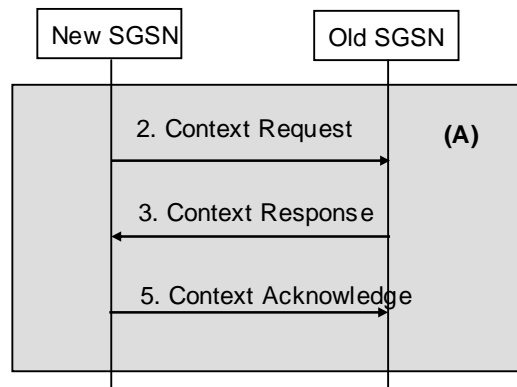 New SGSN
Old SGSN
2. Context Request
(A)
3. Context Response
5. Context Acknowledge